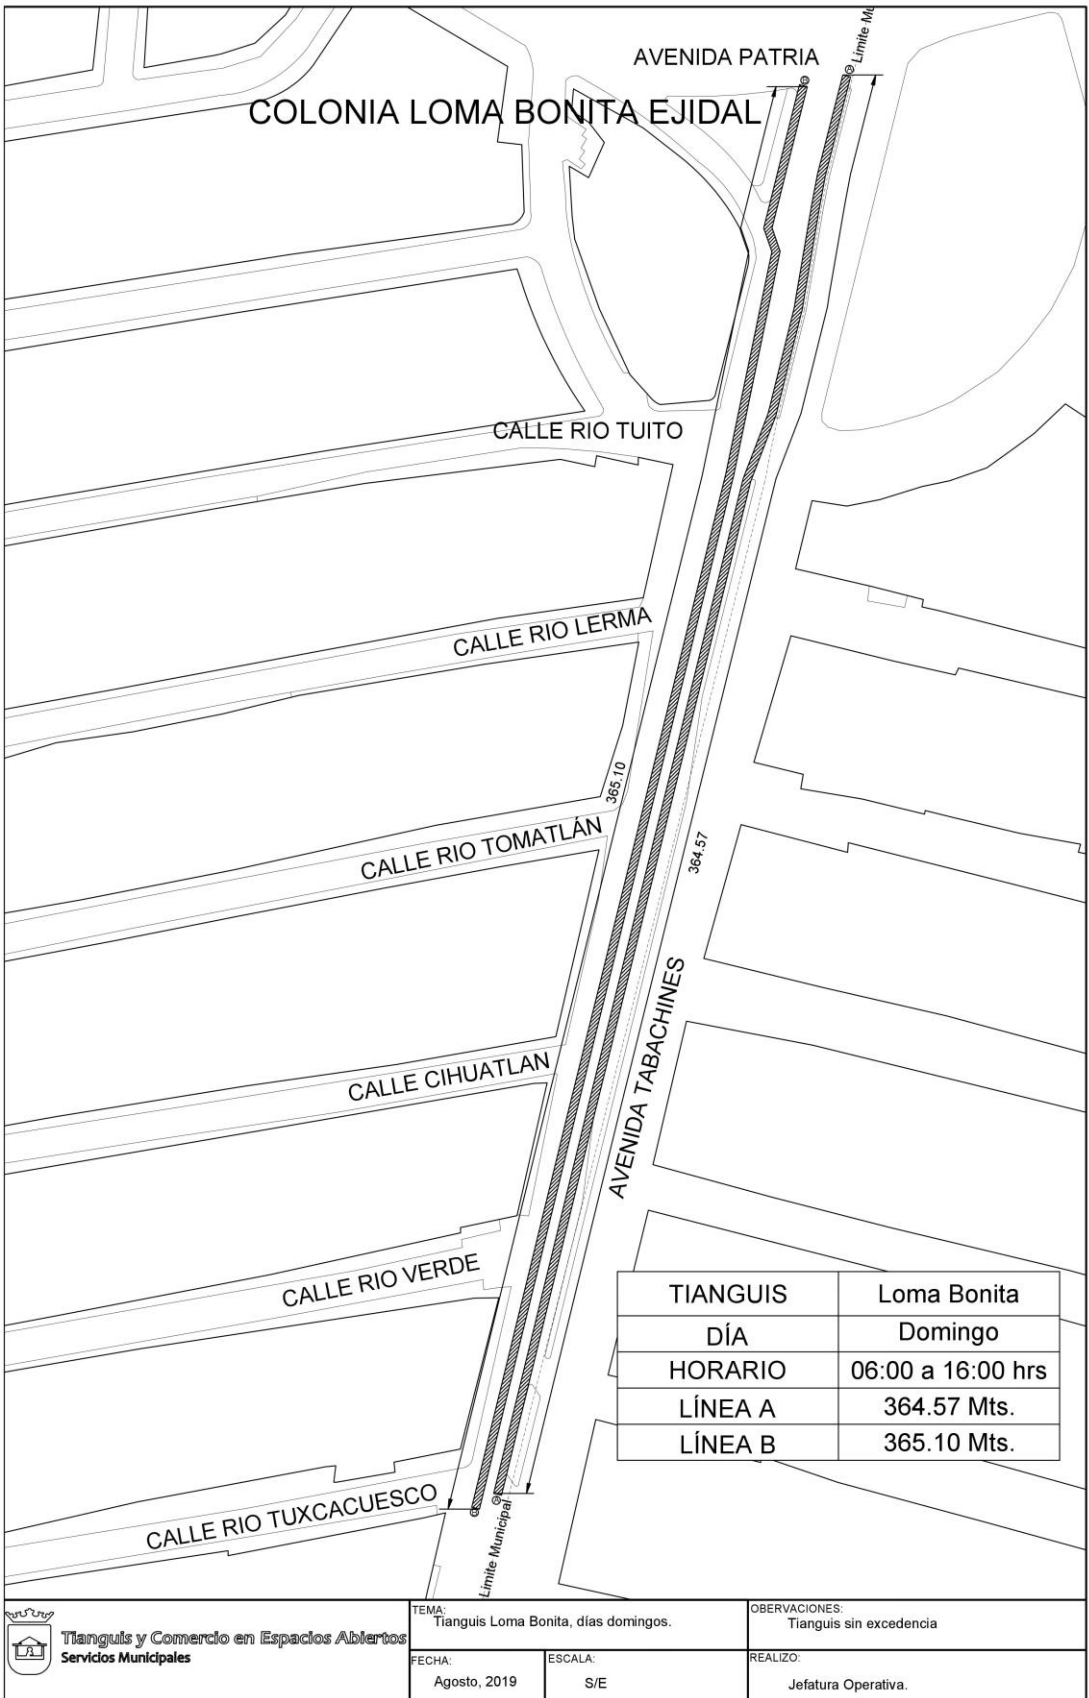 AVENIDA PATRIA
Limite
COLONIA LOMA BONITA EJIDAL
CALLE RIO TUITO
CALLE RIO LERMA
365.10
CALLE RIO TOMATLÁN
364.57
AVENIDA TABACHINES
CALLE CIHUATLAN
CALLE RIO VERDE
TIANGUIS Loma Bonita
DÍA Domingo
HORARIO 06:00 a 16:00 hrs
LÍNEA A 364.57 Mts.
LÍNEA B 365.10 Mts.
CALLE RIO TUXCACUESCO
Limite Municipal
Tianguis y Comercio en Espacios Abiertos
Servicios Municipales
TEMA:
Tianguis Loma Bonita, días domingos.
OBERVACIONES:
Tianguis sin excedencia
FECHA:
Agosto, 2019
ESCALA:
S/E
REALIZO:
Jefatura Operativa.